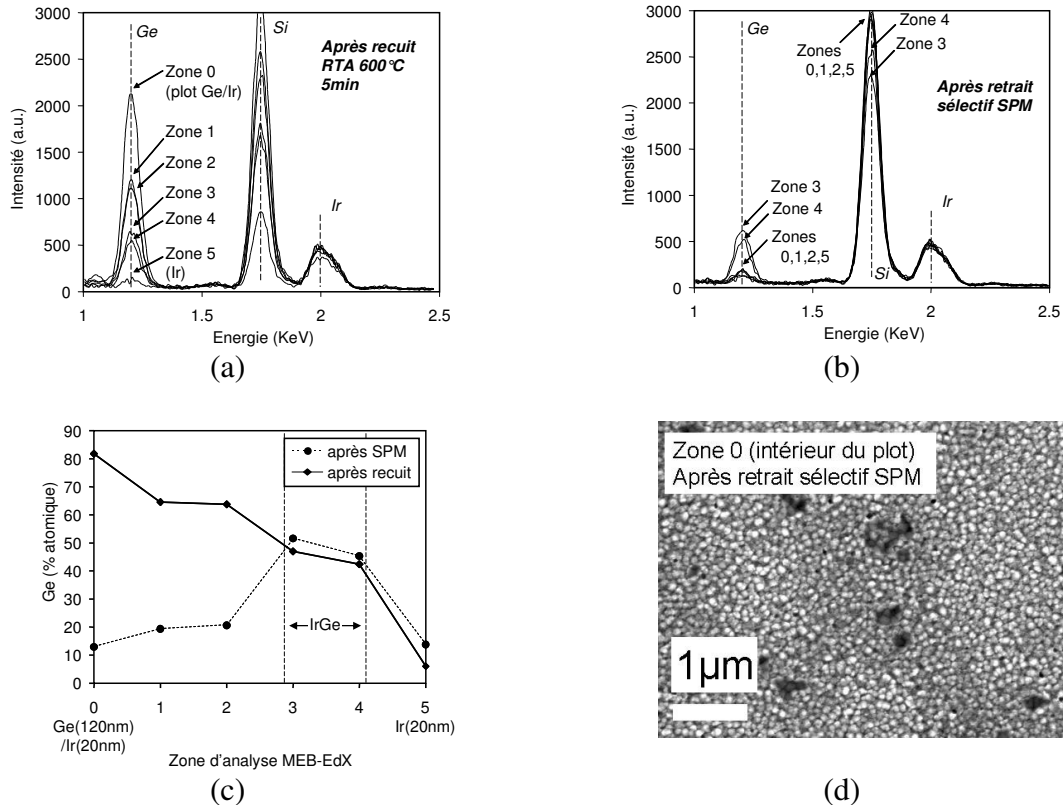 3000
2500
2000
1500
1000
500
0
Intensité (a.u.)
Ge
Si
Ir
Après recuit
RTA 600°C
5min
Zone 0
(plot Ge/Ir)
Zone 1
Zone 2
Zone 3
Zone 4
Zone 5
(Ir)
1 1.5 2 2.5
Energie (KeV)
(a)
3000
2500
2000
1500
1000
500
0
Intensité (a.u.)
Ge
Zones
0,1,2,5
Zone 4
Zone 3
Après retrait
sélectif SPM
Zone 3
Zone 4
Zones
0,1,2,5
Ir
Si
1 1.5 2 2.5
Energie (KeV)
(b)
90
80
70
60
50
40
30
20
10
0
Ge (% atomique)
après SPM
après recuit
IrGe
0 1 2 3 4 5
Ge(120nm) Ir(20nm)
/Ir(20nm)
Zone d'analyse MEB-EdX
(c)
Zone 0 (intérieur du plot)
Après retrait sélectif SPM
1µm
(d)